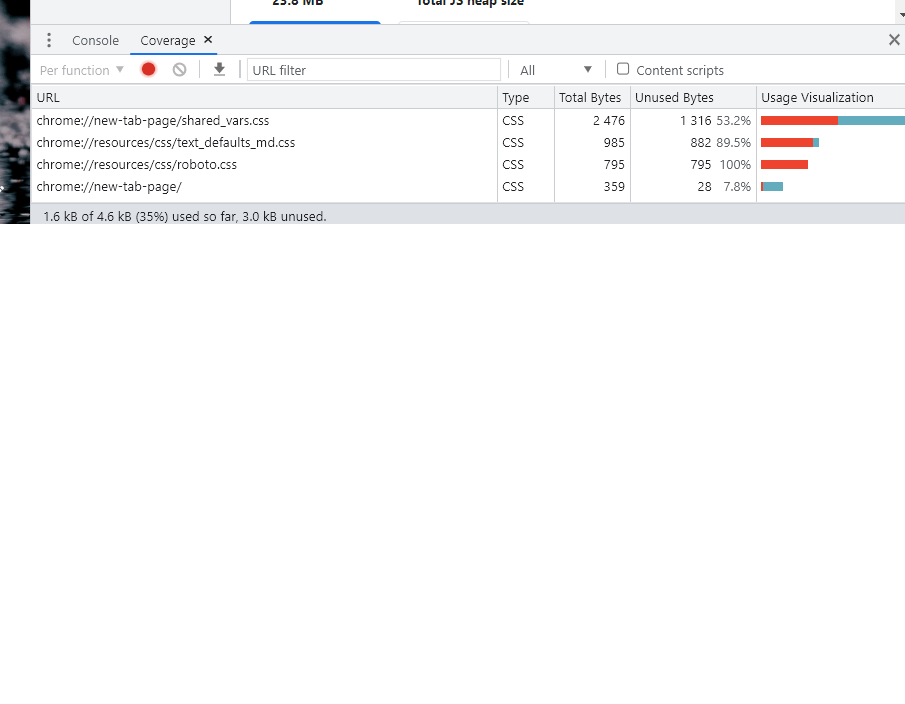 23.8 MB Total JS heap size
Console Coverage ×
Per function URL filter All Content scripts
URL Type Total Bytes Unused Bytes Usage Visualization
chrome://new-tab-page/shared_vars.css CSS 2 476 1 316 53.2%
chrome://resources/css/text_defaults_md.css CSS 985 882 89.5%
chrome://resources/css/roboto.css CSS 795 795 100%
chrome://new-tab-page/ CSS 359 28 7.8%
1.6 kB of 4.6 kB (35%) used so far, 3.0 kB unused.